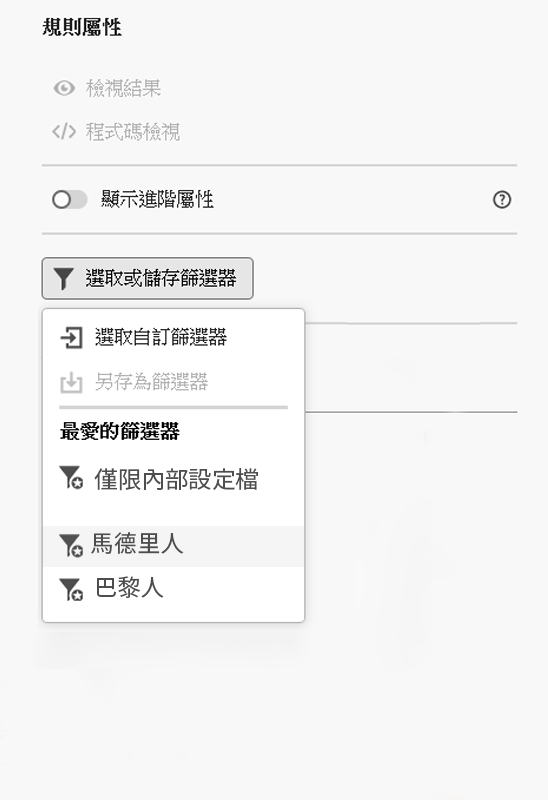 規則屬性
檢視結果
程式碼檢視
顯示進階屬性
選取或儲存篩選器
選取自訂篩選器
另存為篩選器
最愛的篩選器
僅限內部設定檔
馬德里人
巴黎人